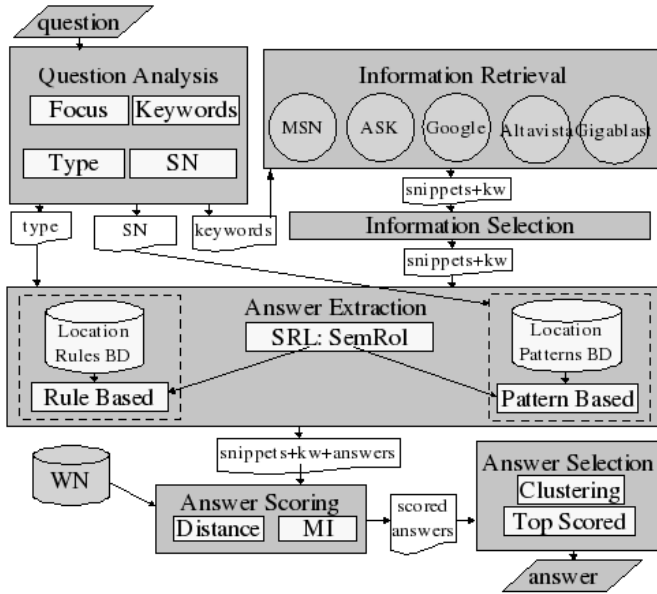 question
Question Analysis
Focus
Keywords
Type
SN
Information Retrieval
MSN
ASK
Google
Altavista
Gigablast
type
SN
keywords
snippets+kw
Information Selection
snippets+kw
Answer Extraction
SRL: SemRol
Location
Rules BD
Rule Based
Location
Patterns BD
Pattern Based
snippets+kw+answers
WN
Answer Scoring
Distance
MI
scored
answers
Answer Selection
Clustering
Top Scored
answer